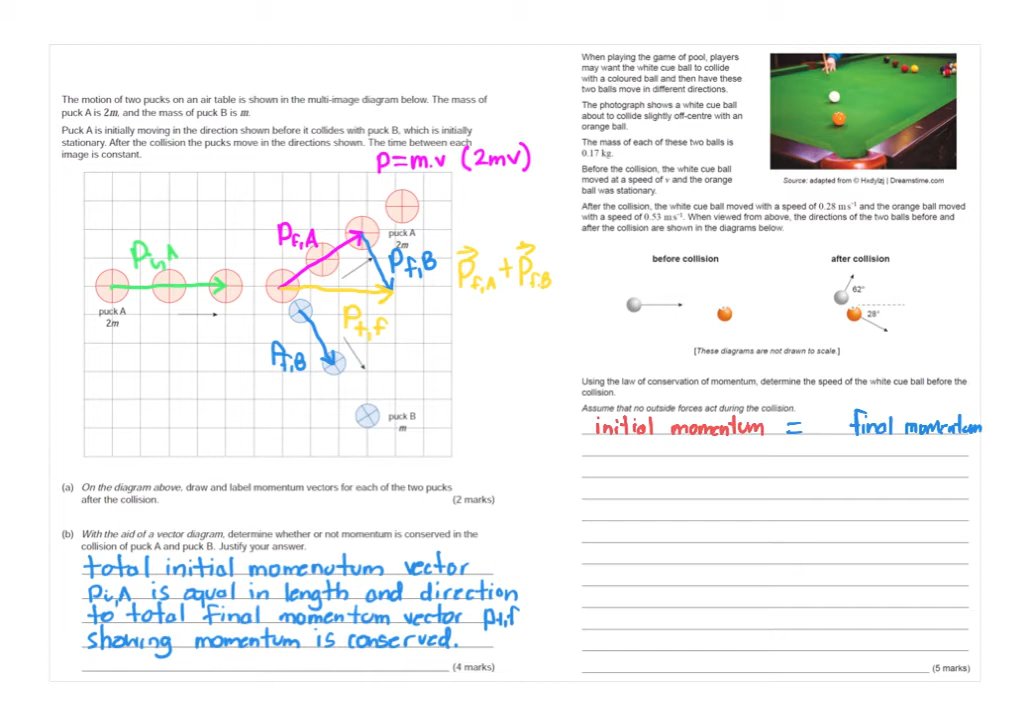 The motion of two pucks on an air table is shown in the multi-image diagram below. The mass of
puck A is 2m, and the mass of puck B is m.
Puck A is initially moving in the direction shown before it collides with puck B, which is initially
stationary. After the collision the pucks move in the directions shown. The time between each
image is constant.
p=m.v (2mv)
puck A
2m
Pf,A
Pf,B
P⃗f,A + P⃗f,B
Pi,A
puck A
2m
Pt,f
Pf,B
puck B
m
(a) On the diagram above, draw and label momentum vectors for each of the two pucks
after the collision. (2 marks)
(b) With the aid of a vector diagram, determine whether or not momentum is conserved in the
collision of puck A and puck B. Justify your answer.
total initial momenutum vector
Pi,A is equal in length and direction
to total final momentum vector Pt,f
showing momentum is conserved.
(4 marks)
When playing the game of pool, players
may want the white cue ball to collide
with a coloured ball and then have these
two balls move in different directions.
The photograph shows a white cue ball
about to collide slightly off-centre with an
orange ball.
The mass of each of these two balls is
0.17 kg.
Before the collision, the white cue ball
moved at a speed of v and the orange
ball was stationary.
Source: adapted from © Hxdylzj | Dreamstime.com
After the collision, the white cue ball moved with a speed of 0.28 m s⁻¹ and the orange ball moved
with a speed of 0.53 m s⁻¹. When viewed from above, the directions of the two balls before and
after the collision are shown in the diagrams below.
before collision
after collision
62°
28°
[These diagrams are not drawn to scale.]
Using the law of conservation of momentum, determine the speed of the white cue ball before the
collision.
Assume that no outside forces act during the collision.
initial momentum = final momentum
(5 marks)